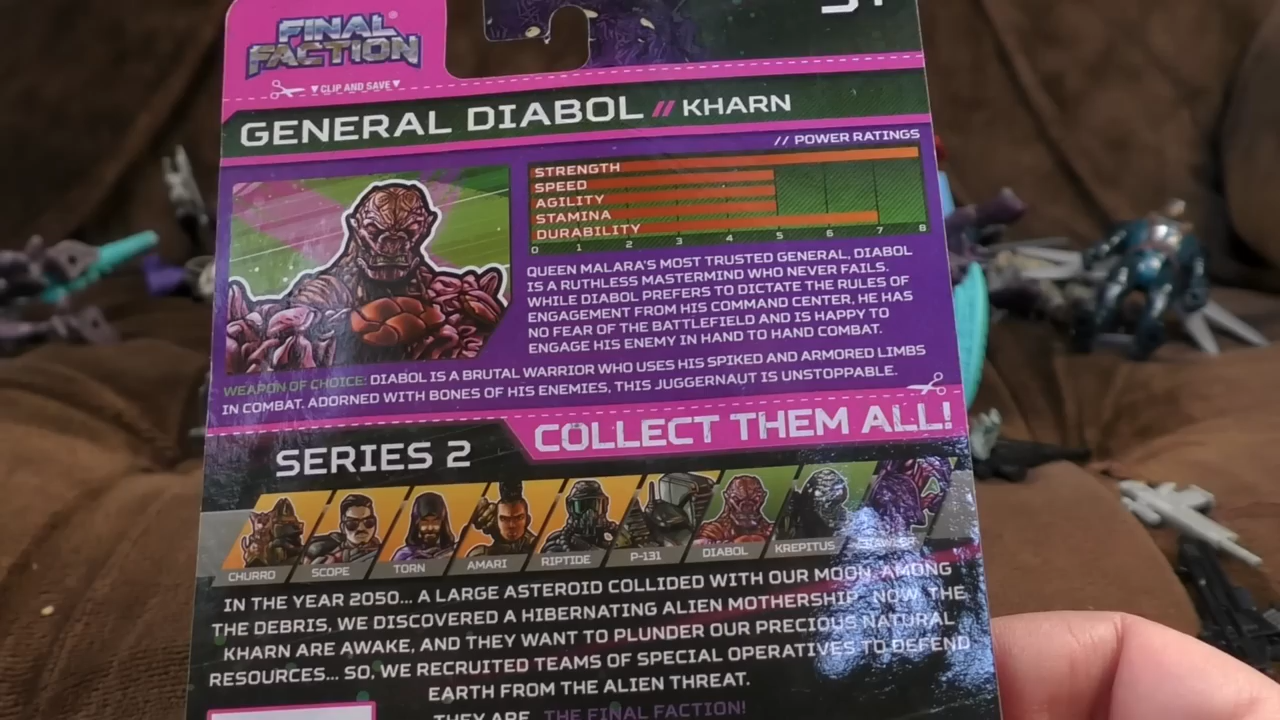 FINAL
FACTION®
▼CLIP AND SAVE▼
GENERAL DIABOL // KHARN
// POWER RATINGS
STRENGTH
SPEED
AGILITY
STAMINA
DURABILITY
0 1 2 3 4 5 6 7 8
QUEEN MALARA'S MOST TRUSTED GENERAL, DIABOL
IS A RUTHLESS MASTERMIND WHO NEVER FAILS.
WHILE DIABOL PREFERS TO DICTATE THE RULES OF
ENGAGEMENT FROM HIS COMMAND CENTER, HE HAS
NO FEAR OF THE BATTLEFIELD AND IS HAPPY TO
ENGAGE HIS ENEMY IN HAND TO HAND COMBAT.
WEAPON OF CHOICE: DIABOL IS A BRUTAL WARRIOR WHO USES HIS SPIKED AND ARMORED LIMBS
IN COMBAT. ADORNED WITH BONES OF HIS ENEMIES, THIS JUGGERNAUT IS UNSTOPPABLE.
COLLECT THEM ALL!
SERIES 2
CHURRO SCOPE TORN AMARI RIPTIDE P-131 DIABOL KREPITUS
IN THE YEAR 2050... A LARGE ASTEROID COLLIDED WITH OUR MOON. AMONG
THE DEBRIS, WE DISCOVERED A HIBERNATING ALIEN MOTHERSHIP. NOW THE
KHARN ARE AWAKE, AND THEY WANT TO PLUNDER OUR PRECIOUS NATURAL
RESOURCES... SO, WE RECRUITED TEAMS OF SPECIAL OPERATIVES TO DEFEND
EARTH FROM THE ALIEN THREAT.
THEY ARE THE FINAL FACTION!